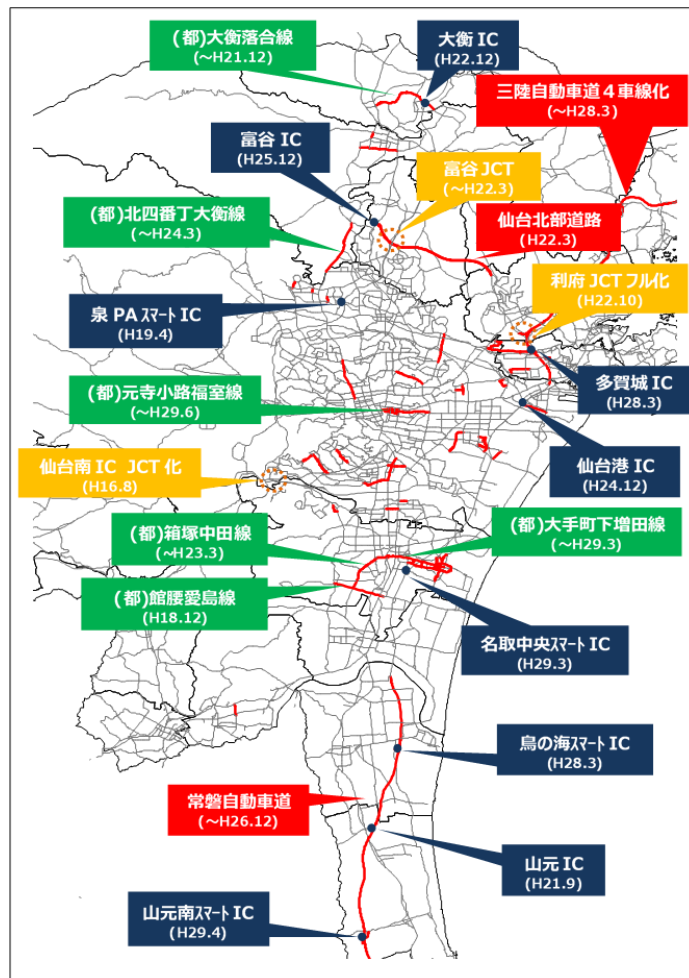 (都)大衡落合線
(～H21.12)
大衡 IC
(H22.12)
三陸自動車道４車線化
(～H28.3)
富谷 IC
(H25.12)
富谷 JCT
(～H22.3)
(都)北四番丁大衡線
(～H24.3)
仙台北部道路
(H22.3)
利府 JCTフル化
(H22.10)
泉 PA ｽﾏｰﾄ IC
(H19.4)
多賀城 IC
(H28.3)
(都)元寺小路福室線
(～H29.6)
仙台南 IC JCT 化
(H16.8)
仙台港 IC
(H24.12)
(都)箱塚中田線
(～H23.3)
(都)大手町下増田線
(～H29.3)
(都)館腰愛島線
(H18.12)
名取中央ｽﾏｰﾄ IC
(H29.3)
鳥の海ｽﾏｰﾄ IC
(H28.3)
常磐自動車道
(～H26.12)
山元 IC
(H21.9)
山元南ｽﾏｰﾄ IC
(H29.4)